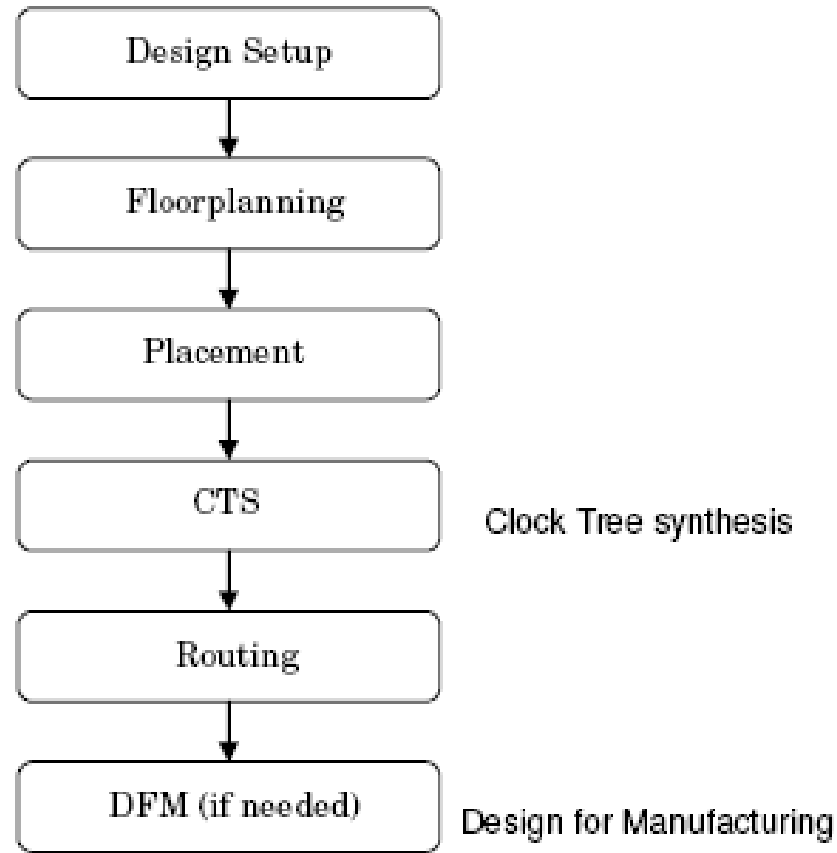 Design Setup
Floorplanning
Placement
CTS
Clock Tree synthesis
Routing
DFM (if needed)
Design for Manufacturing